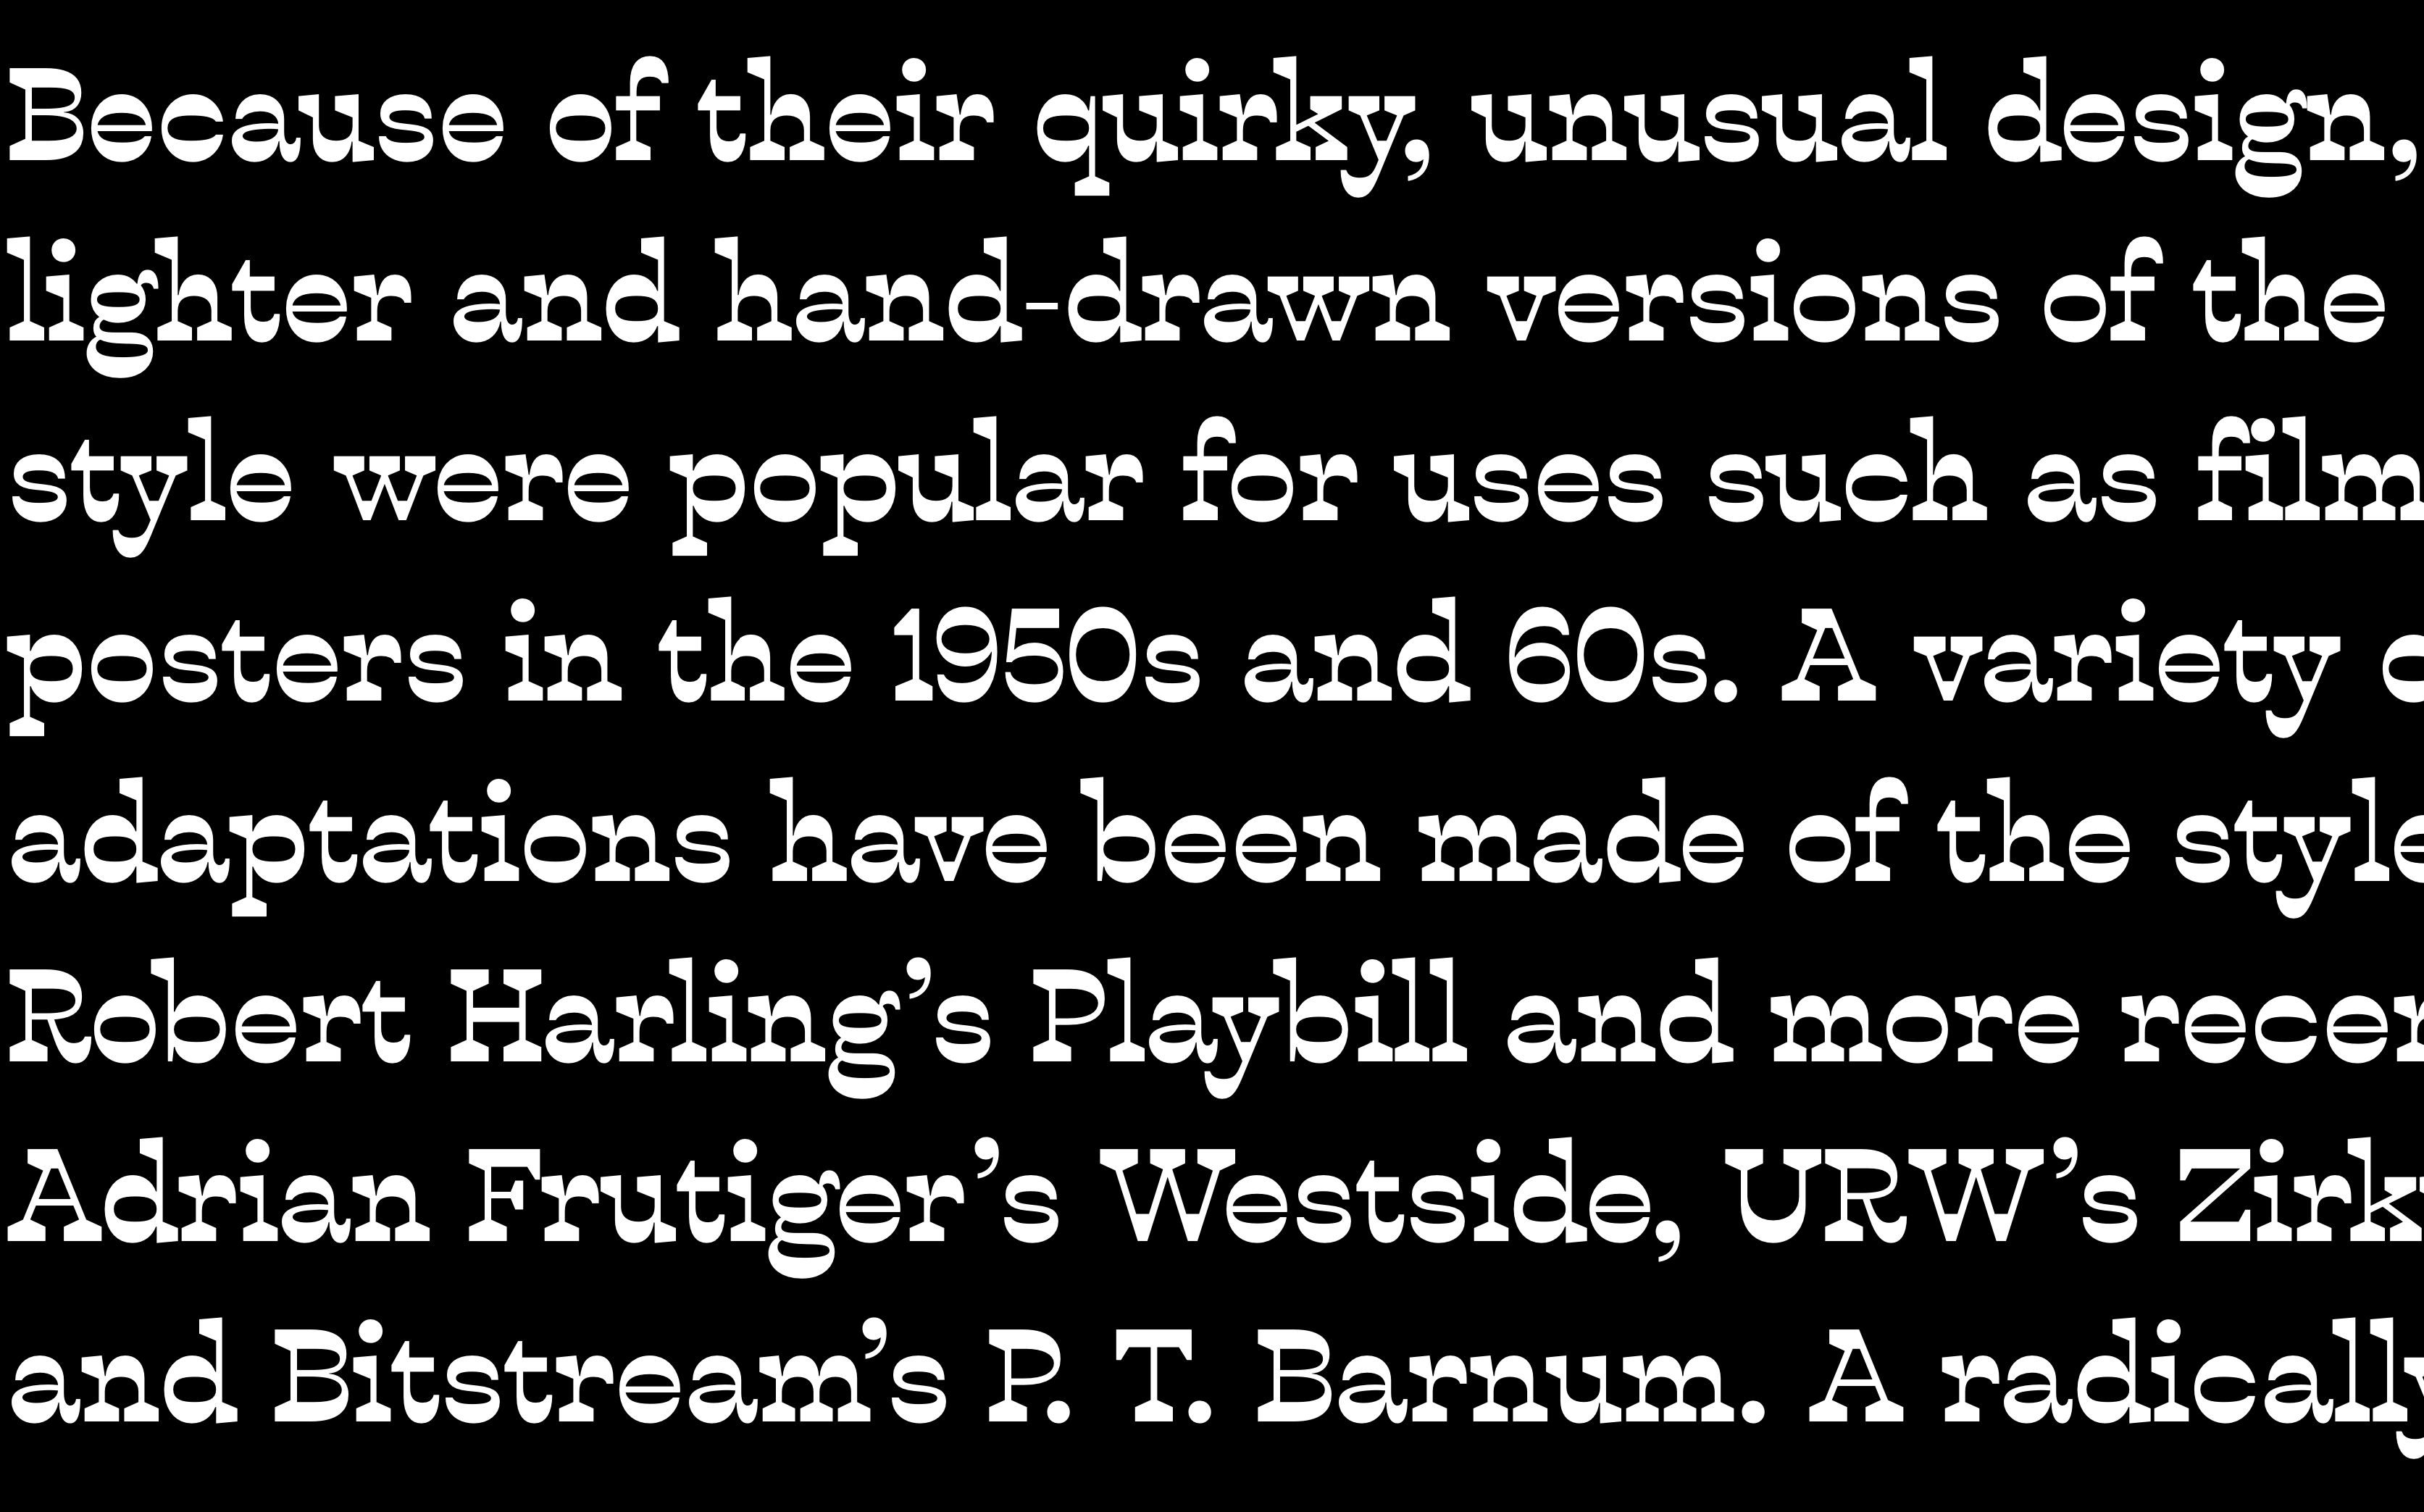 Because of their quirky, unusual design,
lighter and hand-drawn versions of the
style were popular for uses such as film
posters in the 1950s and 60s. A variety o
adaptations have been made of the style
Robert Harling’s Playbill and more recen
Adrian Frutiger’s Westside, URW’s Zirk
and Bitstream’s P. T. Barnum. A radically